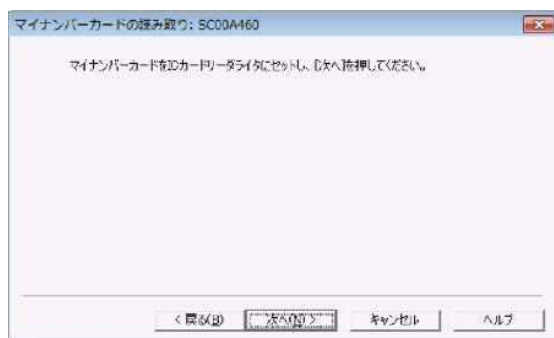 マイナンバーカードの読み取り: SC00A460
マイナンバーカードをICカードリーダライタにセットし、[次へ]を押してください。
< 戻る(B)
次へ(N) >
キャンセル
ヘルプ